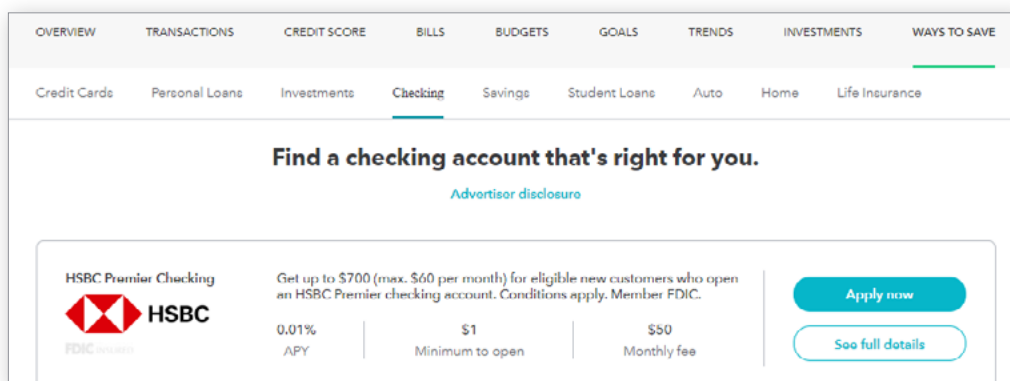 OVERVIEW TRANSACTIONS CREDIT SCORE BILLS BUDGETS GOALS TRENDS INVESTMENTS WAYS TO SAVE
Credit Cards Personal Loans Investments Checking Savings Student Loans Auto Home Life Insurance
Find a checking account that's right for you.
Advertisor disclosure
HSBC Premier Checking
HSBC
FDIC INSURED
Get up to $700 (max. $60 per month) for eligible new customers who open
an HSBC Premier checking account. Conditions apply. Member FDIC.
0.01% $1 $50
APY Minimum to open Monthly fee
Apply now
See full details